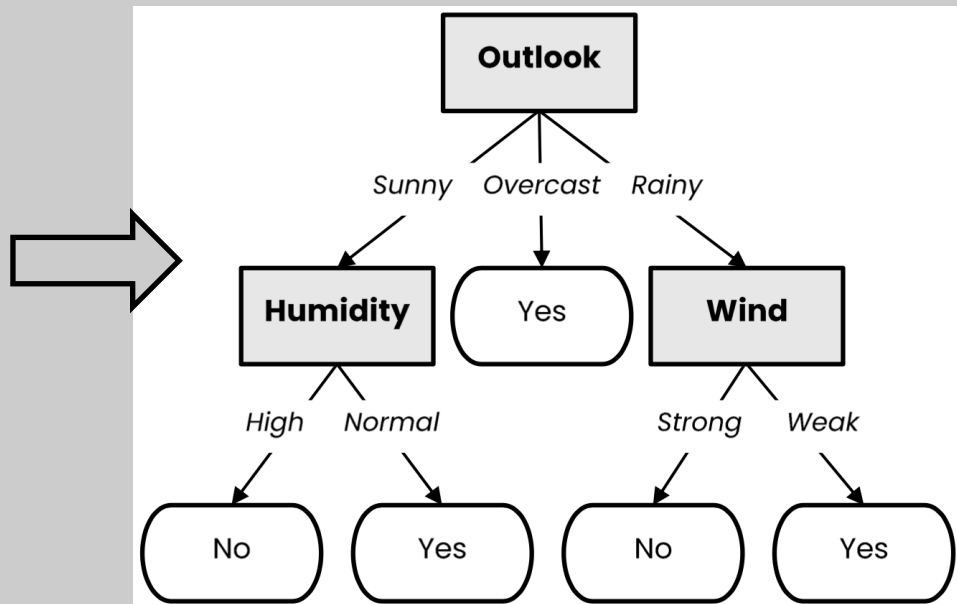 Outlook
Sunny Overcast Rainy
Humidity Yes Wind
High Normal Strong Weak
No Yes No Yes